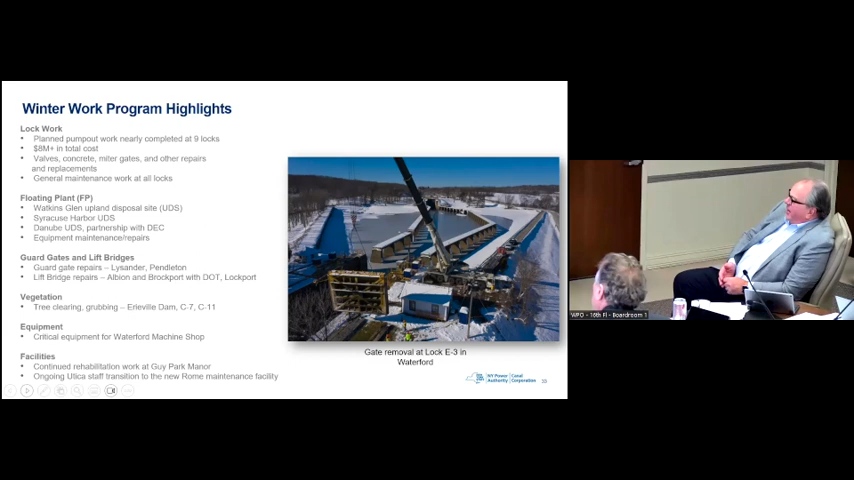 Winter Work Program Highlights
Lock Work
• Planned pumpout work nearly completed at 9 locks
• $8M+ in total cost
• Valves, concrete, miter gates, and other repairs
and replacements
• General maintenance work at all locks
Floating Plant (FP)
• Watkins Glen upland disposal site (UDS)
• Syracuse Harbor UDS
• Danube UDS, partnership with DEC
• Equipment maintenance/repairs
Guard Gates and Lift Bridges
• Guard gate repairs – Lysander, Pendleton
• Lift Bridge repairs – Albion and Brockport with DOT, Lockport
Vegetation
• Tree clearing, grubbing – Erieville Dam, C-7, C-11
Equipment
• Critical equipment for Waterford Machine Shop
Facilities
• Continued rehabilitation work at Guy Park Manor
• Ongoing Utica staff transition to the new Rome maintenance facility
Gate removal at Lock E-3 in
Waterford
NY Power Authority
Canal Corporation
WPO - 16th Fl - Boardroom 1